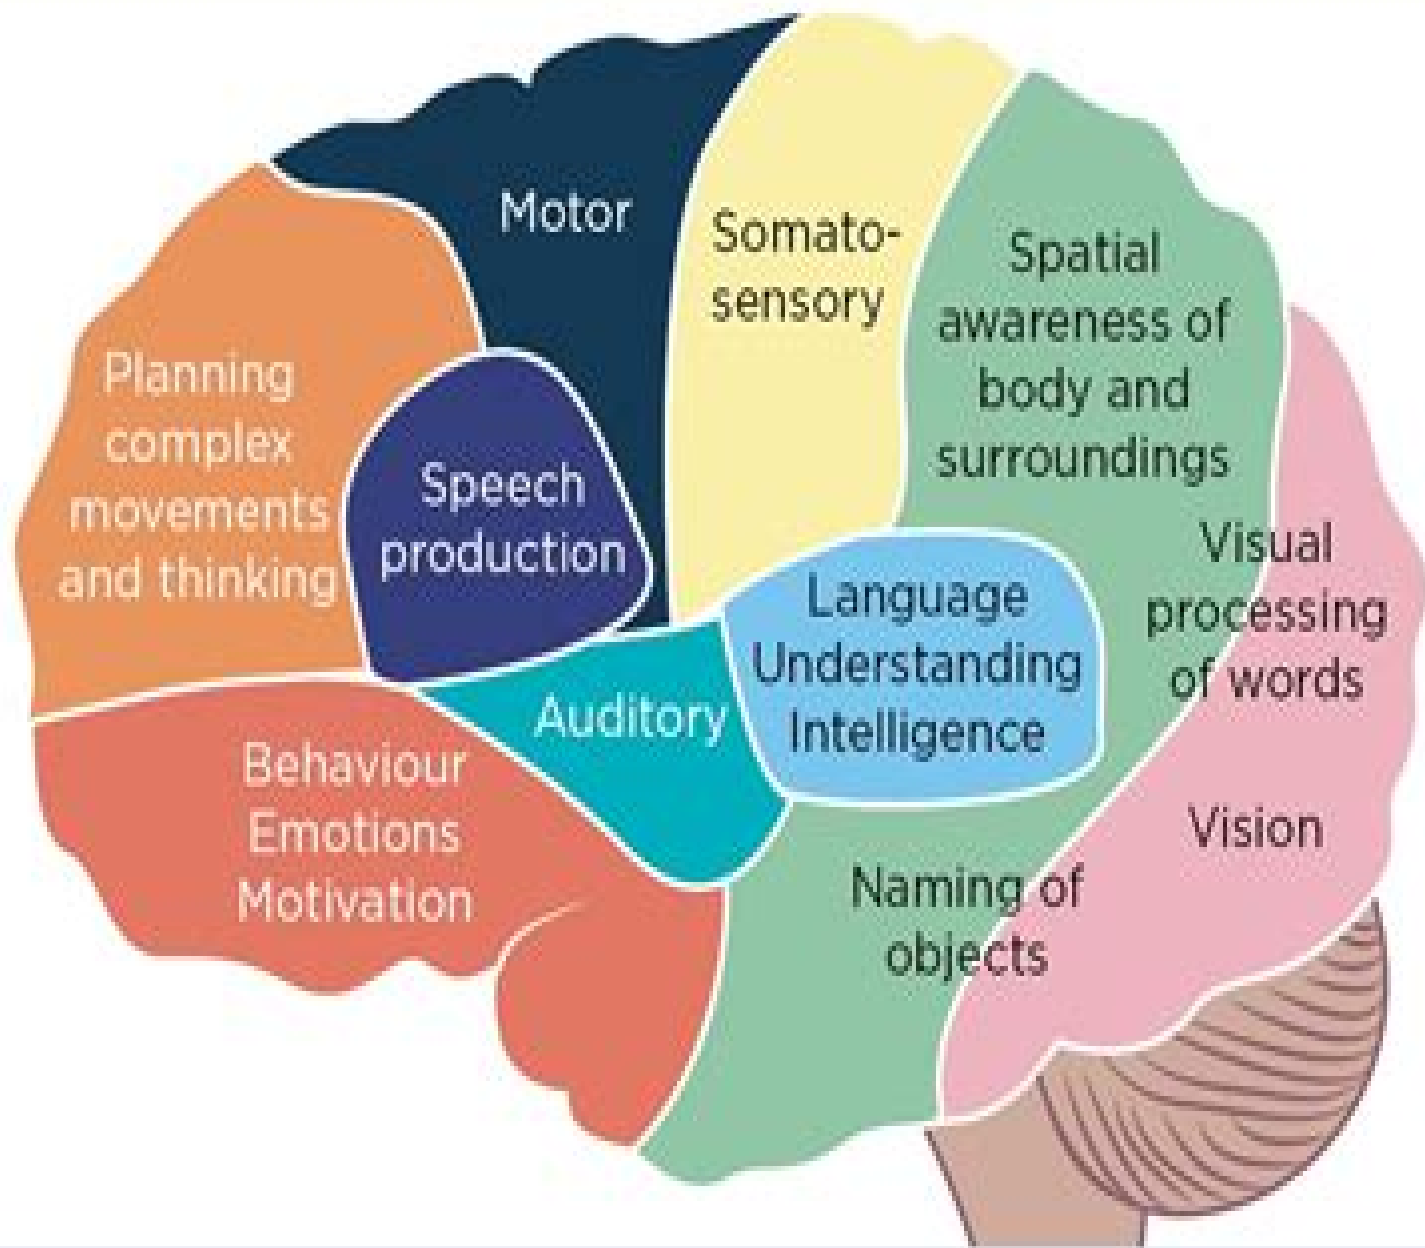 Motor
Somato-
sensory
Spatial
awareness of
body and
surroundings
Planning
complex
movements
and thinking
Speech
production
Visual
processing
of words
Language
Understanding
Intelligence
Auditory
Behaviour
Emotions
Motivation
Vision
Naming of
objects